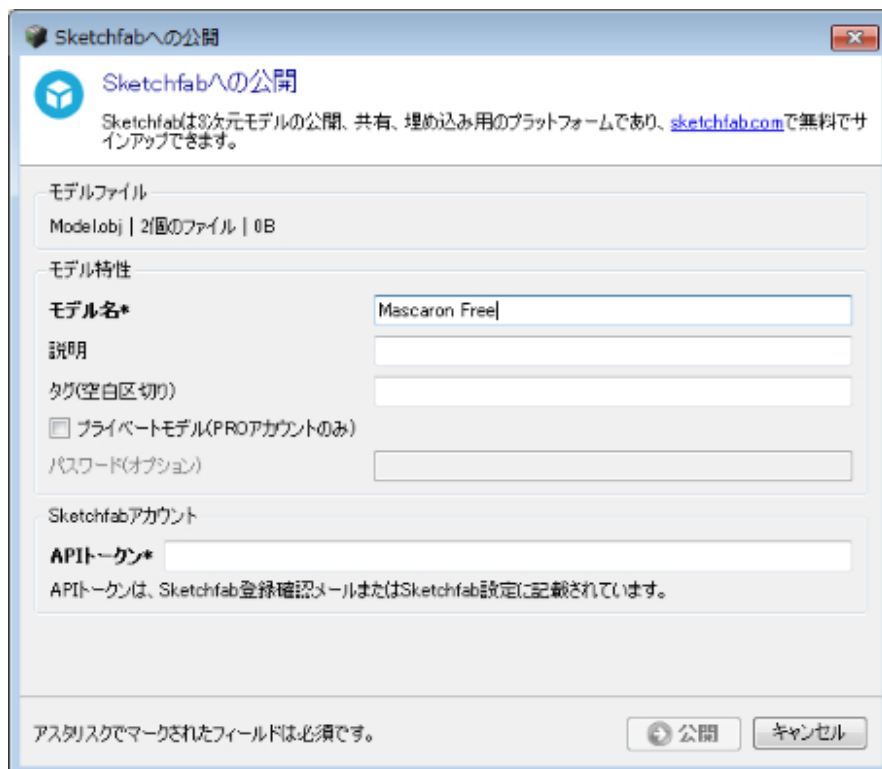 Sketchfabへの公開
Sketchfabへの公開
Sketchfabは3次元モデルの公開、共有、埋め込み用のプラットフォームであり、sketchfab.comで無料でサ
インアップできます。
モデルファイル
Model.obj | 2個のファイル | 0B
モデル特性
モデル名*
Mascaron Free
説明
タグ(空白区切り)
プライベートモデル(PROアカウントのみ)
パスワード(オプション)
Sketchfabアカウント
APIトークン*
APIトークンは、Sketchfab登録確認メールまたはSketchfab設定に記載されています。
アスタリスクでマークされたフィールドは必須です。
公開
キャンセル